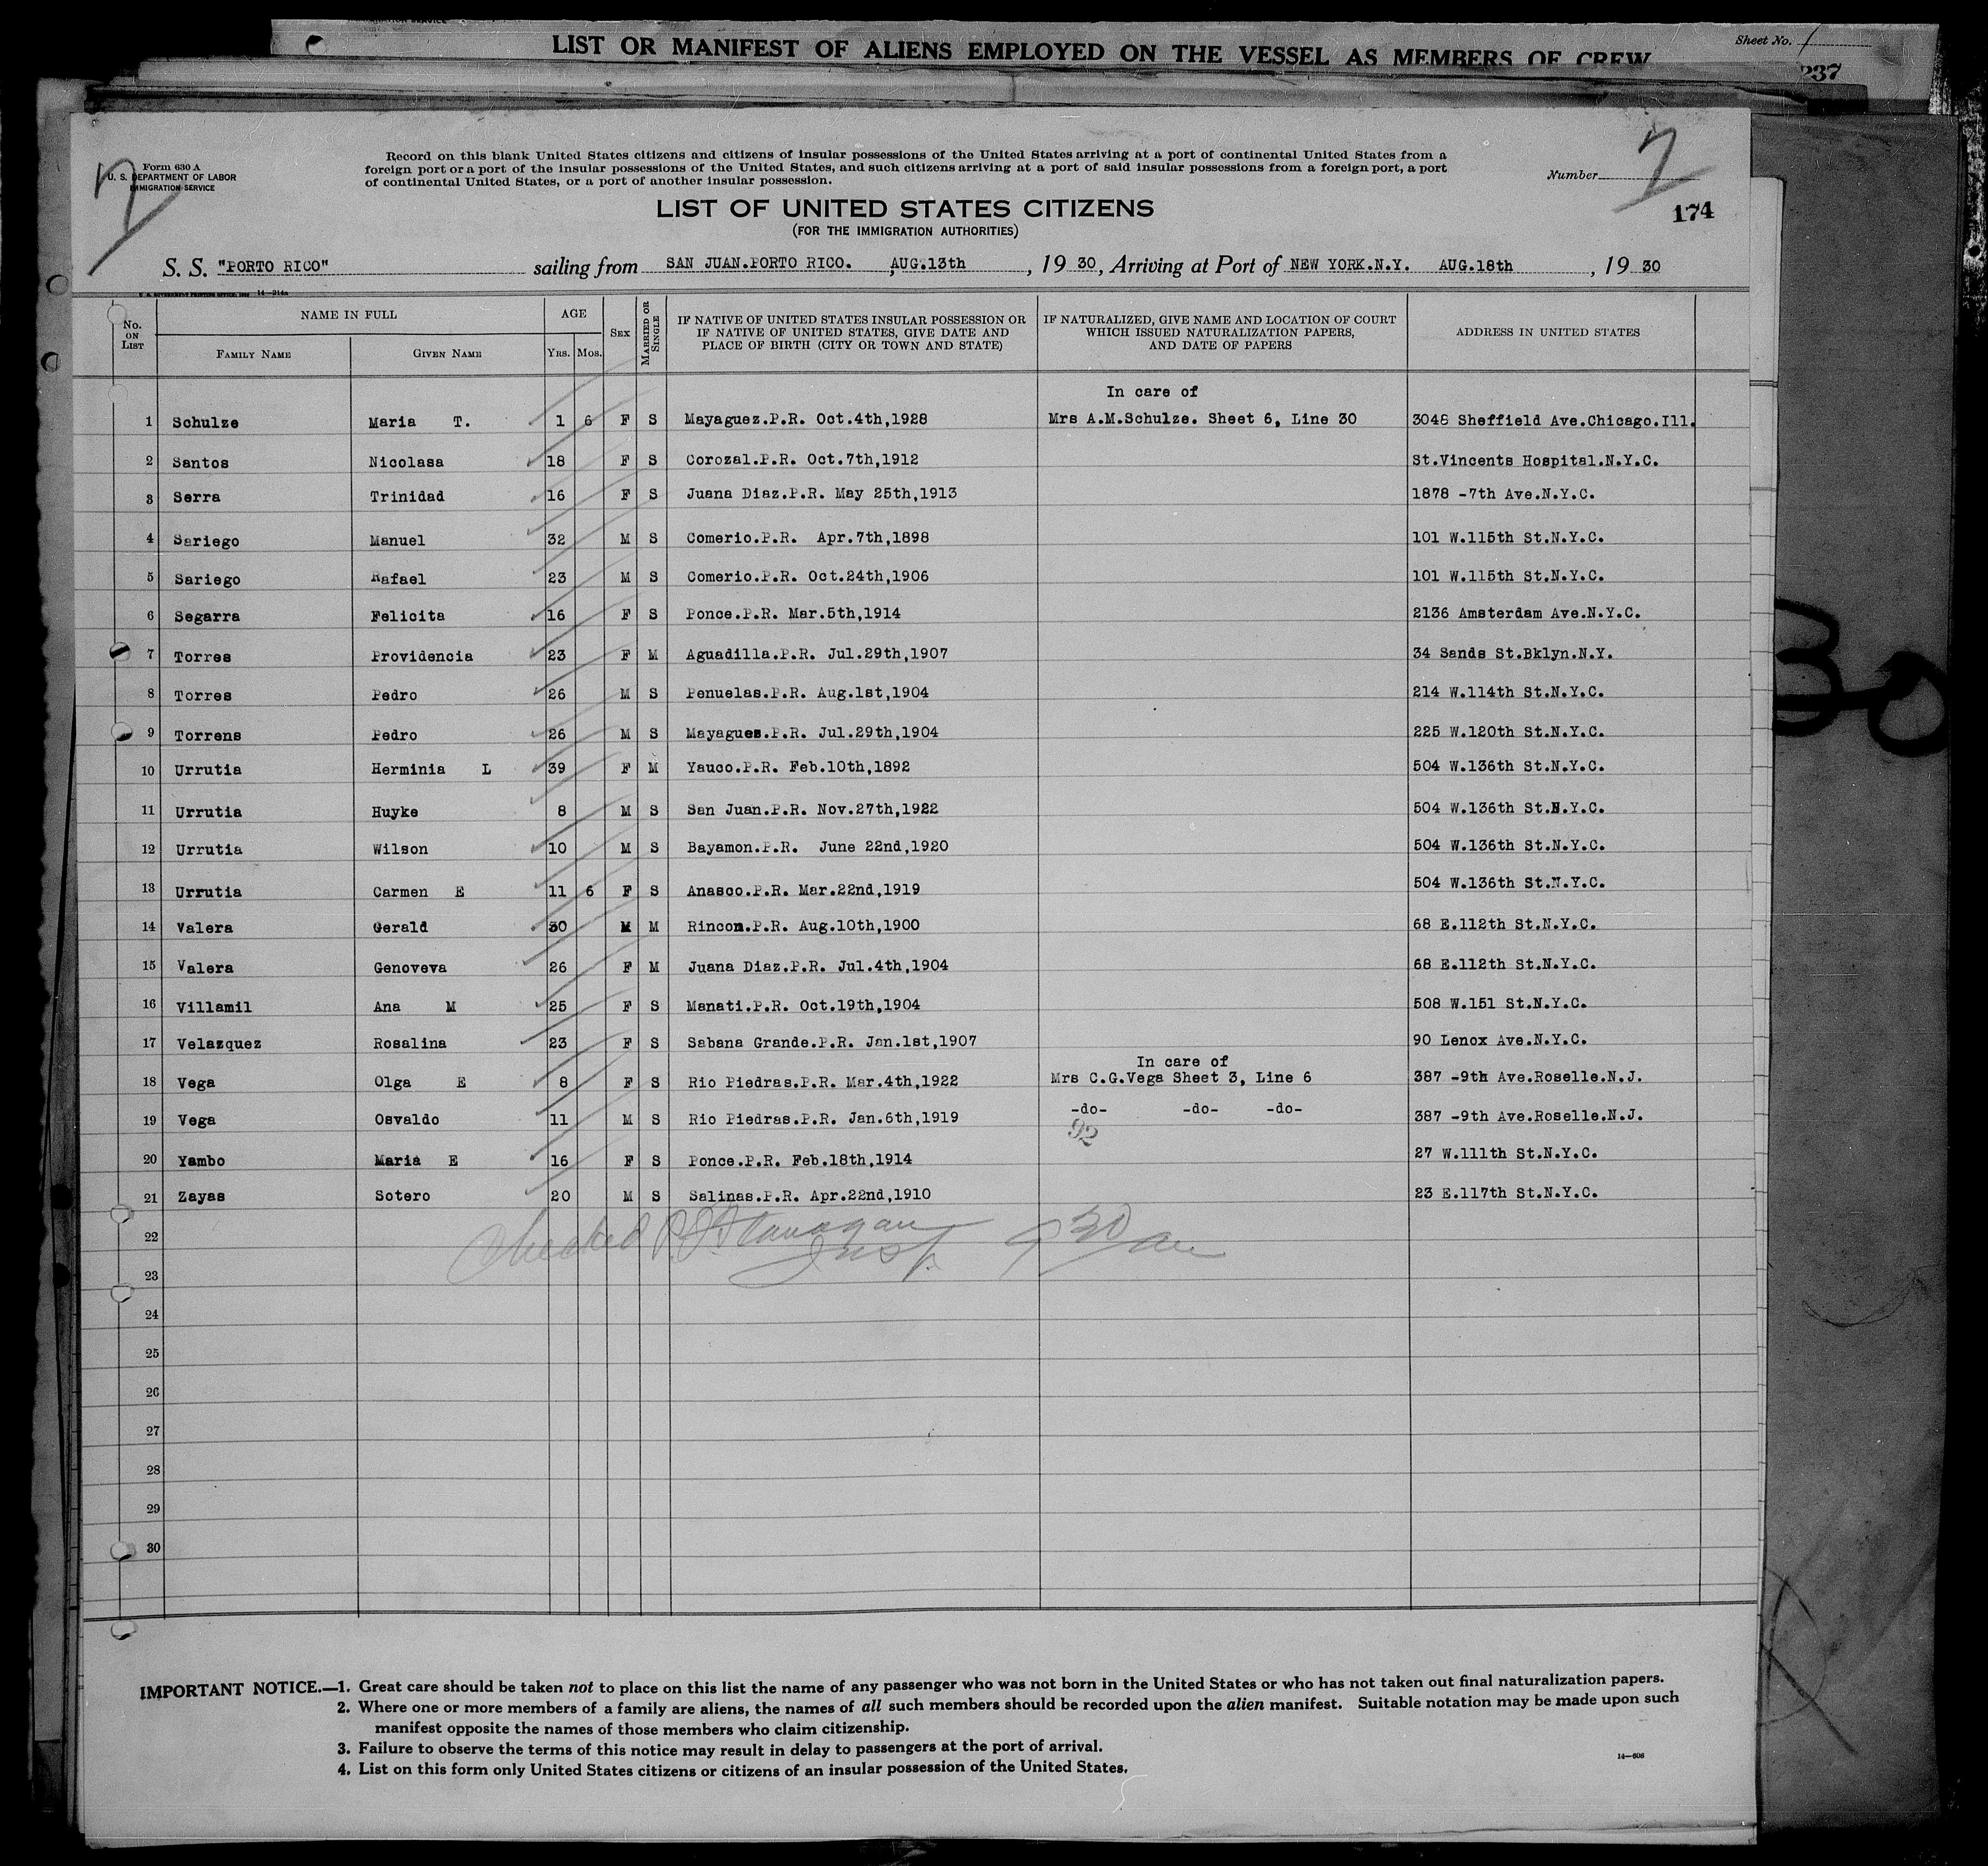 LIST OR MANIFEST OF ALIENS EMPLOYED ON THE VESSEL AS MEMBERS OF CREW
Sheet No. 1
237
Form 630 A
U. S. DEPARTMENT OF LABOR
IMMIGRATION SERVICE
Record on this blank United States citizens and citizens of insular possessions of the United States arriving at a port of continental United States from a
foreign port or a port of the insular possessions of the United States, and such citizens arriving at a port of said insular possessions from a foreign port, a port
of continental United States, or a port of another insular possession.
Number
174
LIST OF UNITED STATES CITIZENS
(FOR THE IMMIGRATION AUTHORITIES)
S. S. "PORTO RICO" sailing from SAN JUAN.PORTO RICO. AUG.13th, 1930, Arriving at Port of NEW YORK.N.Y. AUG.18th, 1930
14—214a
No. ON LIST NAME IN FULL FAMILY NAME GIVEN NAME AGE YRS. MOS. SEX MARRIED OR SINGLE IF NATIVE OF UNITED STATES INSULAR POSSESSION OR IF NATIVE OF UNITED STATES, GIVE DATE AND PLACE OF BIRTH (CITY OR TOWN AND STATE) IF NATURALIZED, GIVE NAME AND LOCATION OF COURT WHICH ISSUED NATURALIZATION PAPERS, AND DATE OF PAPERS ADDRESS IN UNITED STATES
In care of
1 Schulze Maria T. 1 6 F S Mayaguez.P.R. Oct.4th,1928 Mrs A.M.Schulze. Sheet 6, Line 30 3048 Sheffield Ave.Chicago.Ill.
2 Santos Nicolasa 18 F S Corozal.P.R. Oct.7th,1912 St.Vincents Hospital.N.Y.C.
3 Serra Trinidad 16 F S Juana Diaz.P.R. May 25th,1913 1878 -7th Ave.N.Y.C.
4 Sariego Manuel 32 M S Comerio.P.R. Apr.7th,1898 101 W.115th St.N.Y.C.
5 Sariego Rafael 23 M S Comerio.P.R. Oct.24th,1906 101 W.115th St.N.Y.C.
6 Segarra Felicita 16 F S Ponce.P.R. Mar.5th,1914 2136 Amsterdam Ave.N.Y.C.
7 Torres Providencia 23 F M Aguadilla.P.R. Jul.29th,1907 34 Sands St.Bklyn.N.Y.
8 Torres Pedro 26 M S Penuelas.P.R. Aug.1st,1904 214 W.114th St.N.Y.C.
9 Torrens Pedro 26 M S Mayagues.P.R. Jul.29th,1904 225 W.120th St.N.Y.C.
10 Urrutia Herminia L 39 F M Yauco.P.R. Feb.10th,1892 504 W.136th St.N.Y.C.
11 Urrutia Huyke 8 M S San Juan.P.R. Nov.27th,1922 504 W.136th St.N.Y.C.
12 Urrutia Wilson 10 M S Bayamon.P.R. June 22nd,1920 504 W.136th St.N.Y.C.
13 Urrutia Carmen E 11 6 F S Anasco.P.R. Mar.22nd,1919 504 W.136th St.N.Y.C.
14 Valera Gerald 30 M M Rincon.P.R. Aug.10th,1900 68 E.112th St.N.Y.C.
15 Valera Genoveva 26 F M Juana Diaz.P.R. Jul.4th,1904 68 E.112th St.N.Y.C.
16 Villamil Ana M 25 F S Manati.P.R. Oct.19th,1904 508 W.151 St.N.Y.C.
17 Velazquez Rosalina 23 F S Sabana Grande.P.R. Jan.1st,1907 90 Lenox Ave.N.Y.C.
In care of
18 Vega Olga E 8 F S Rio Piedras.P.R. Mar.4th,1922 Mrs C.G.Vega Sheet 3, Line 6 387 -9th Ave.Roselle.N.J.
19 Vega Osvaldo 11 M S Rio Piedras.P.R. Jan.6th,1919 -do- -do- -do- 387 -9th Ave.Roselle.N.J.
92
20 Yambo Maria E 16 F S Ponce.P.R. Feb.18th,1914 27 W.111th St.N.Y.C.
21 Zayas Sotero 20 M S Salinas.P.R. Apr.22nd,1910 23 E.117th St.N.Y.C.
22 Checked Flanagan 9 30 am
Insp.
23
24
25
26
27
28
29
30
IMPORTANT NOTICE.—1. Great care should be taken not to place on this list the name of any passenger who was not born in the United States or who has not taken out final naturalization papers.
2. Where one or more members of a family are aliens, the names of all such members should be recorded upon the alien manifest. Suitable notation may be made upon such
manifest opposite the names of those members who claim citizenship.
3. Failure to observe the terms of this notice may result in delay to passengers at the port of arrival.
4. List on this form only United States citizens or citizens of an insular possession of the United States.
14—608
30